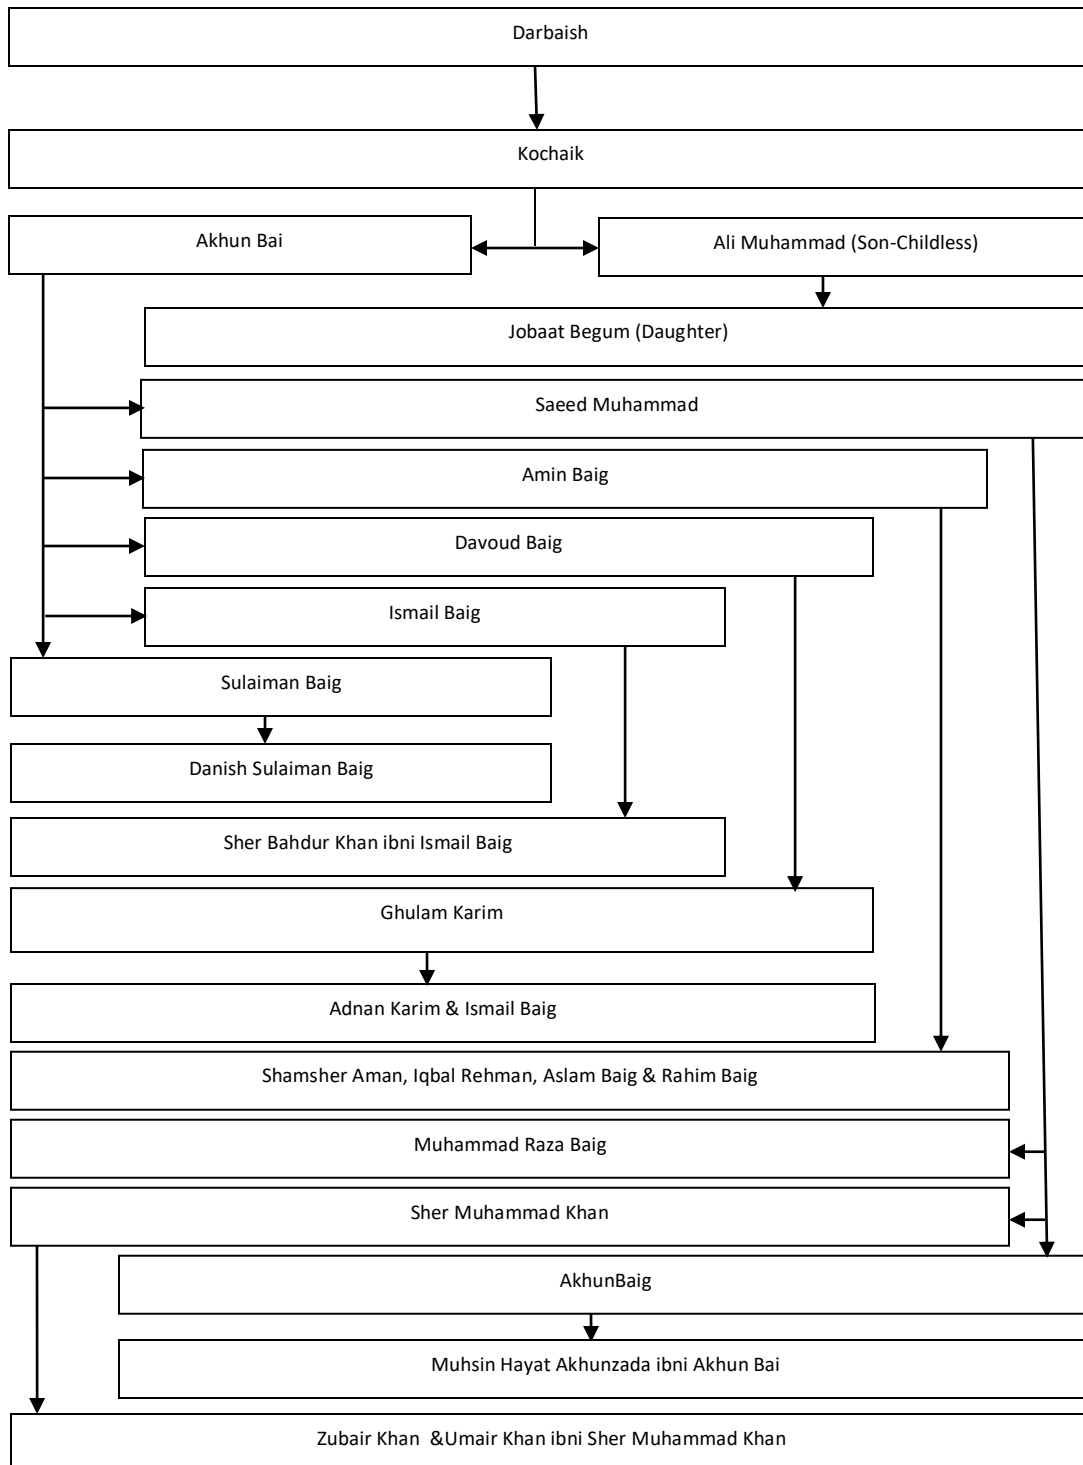 Darbaish
Kochaik
Akhun Bai
Ali Muhammad (Son-Childless)
Jobaat Begum (Daughter)
Saeed Muhammad
Amin Baig
Davoud Baig
Ismail Baig
Sulaiman Baig
Danish Sulaiman Baig
Sher Bahdur Khan ibni Ismail Baig
Ghulam Karim
Adnan Karim & Ismail Baig
Shamsher Aman, Iqbal Rehman, Aslam Baig & Rahim Baig
Muhammad Raza Baig
Sher Muhammad Khan
AkhunBaig
Muhsin Hayat Akhunzada ibni Akhun Bai
Zubair Khan &Umair Khan ibni Sher Muhammad Khan